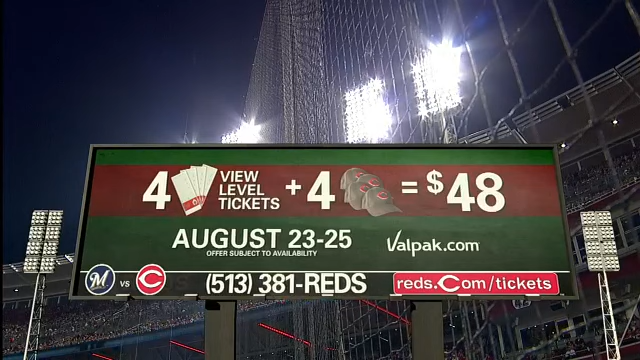 4 VIEW LEVEL TICKETS + 4 = $48
AUGUST 23-25
OFFER SUBJECT TO AVAILABILITY
Valpak.com
M VS C (513) 381-REDS reds.Com/tickets